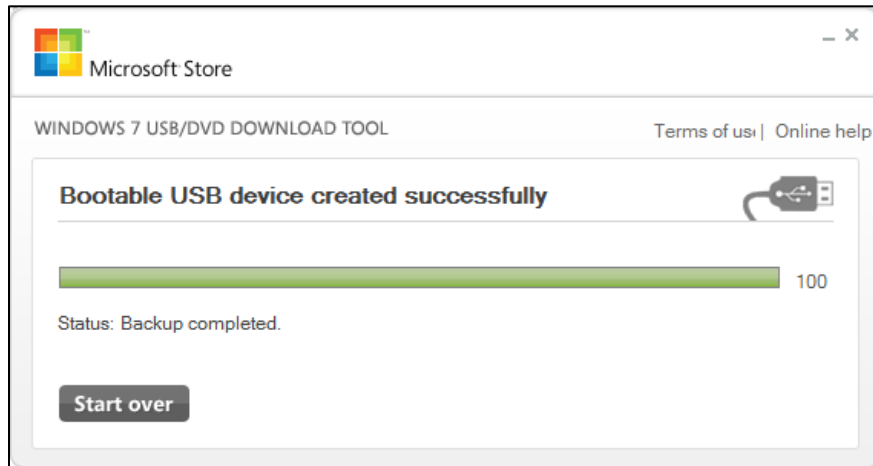 Microsoft Store
WINDOWS 7 USB/DVD DOWNLOAD TOOL
Terms of us | Online help
Bootable USB device created successfully
100
Status: Backup completed.
Start over